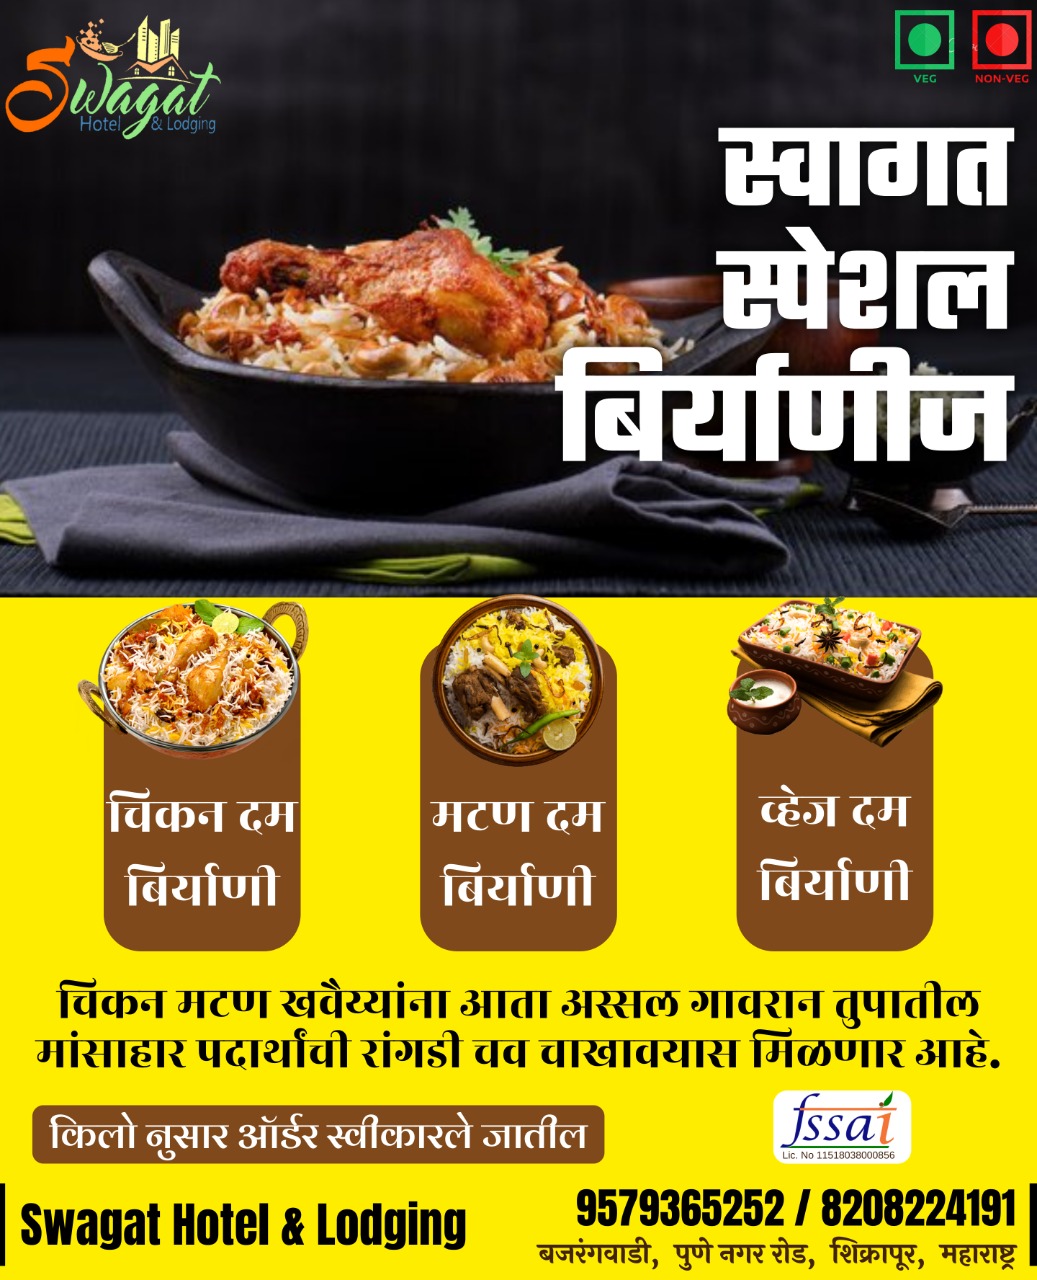 Swagat
Hotel & Lodging
VEG
NON-VEG
स्वागत
स्पेशल
बिर्याणीज
चिकन दम
बिर्याणी
मटण दम
बिर्याणी
व्हेज दम
बिर्याणी
चिकन मटण खवैय्यांना आता अस्सल गावरान तुपातील
मांसाहार पदार्थांची रांगडी चव चाखावयास मिळणार आहे.
किलो नुसार ऑर्डर स्वीकारले जातील
fssai
Lic. No 11518038000856
Swagat Hotel & Lodging
9579365252 / 8208224191
बजरंगवाडी, पुणे नगर रोड, शिक्रापूर, महाराष्ट्र